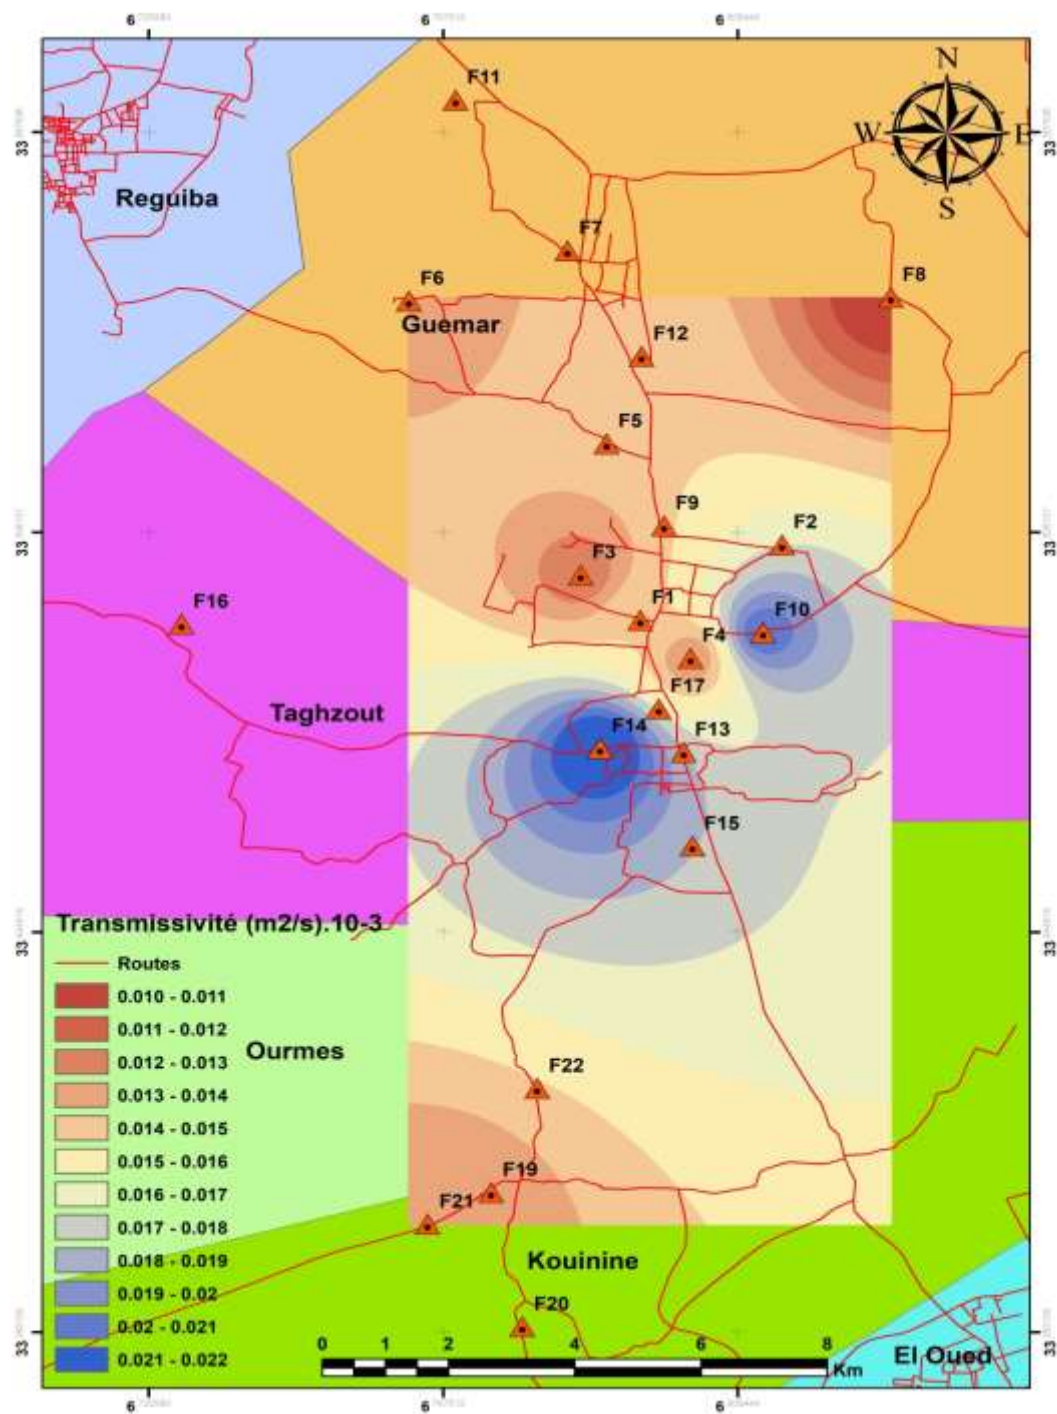 6 6 6
N
W E
S
F11
Reguiba
F7
F6
F8
Guemar
F12
F5
F9
F2
F3
F16
F1
F10
F4
F17
Taghzout
F14
F13
F15
Transmissivité (m2/s).10-3
Routes
0.010 - 0.011
0.011 - 0.012
0.012 - 0.013
0.013 - 0.014
0.014 - 0.015
0.015 - 0.016
0.016 - 0.017
0.017 - 0.018
0.018 - 0.019
0.019 - 0.02
0.02 - 0.021
0.021 - 0.022
Ourmes
F22
F19
F21
Kouinine
F20
El Oued
0 1 2 4 6 8
Km
33 33
33 33
33 33
33 33
6 6 6